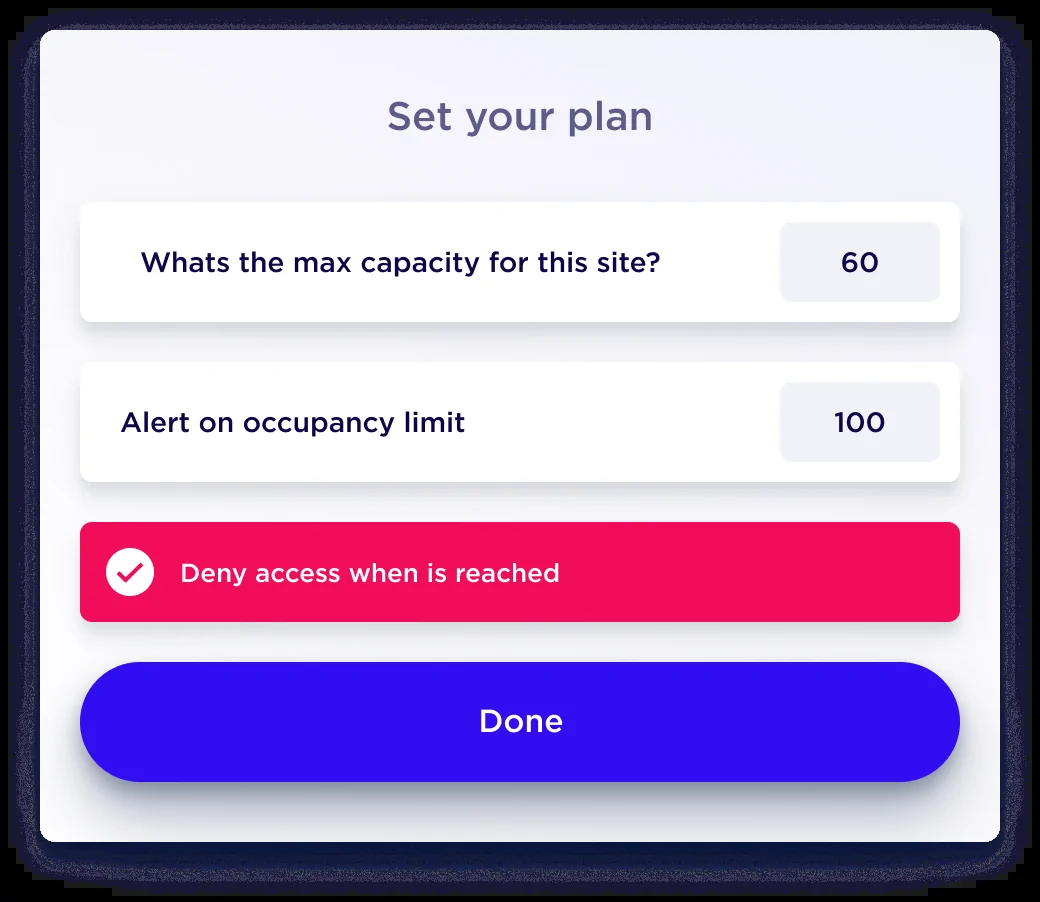 Set your plan
Whats the max capacity for this site?
60
Alert on occupancy limit
100
Deny access when is reached
Done